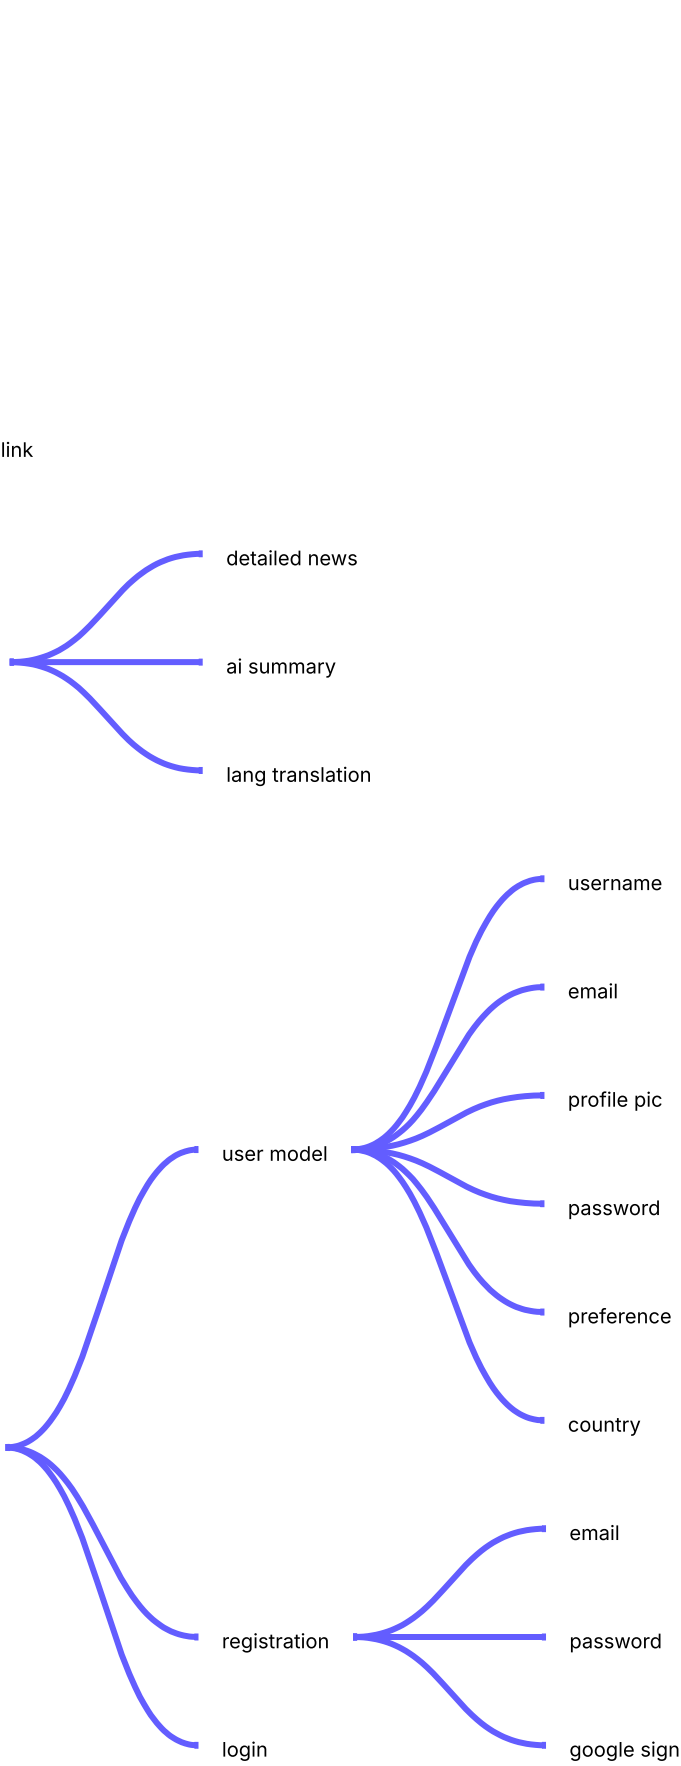 link
detailed news
ai summary
lang translation
username
email
profile pic
user model
password
preference
country
email
registration
password
login
google sign